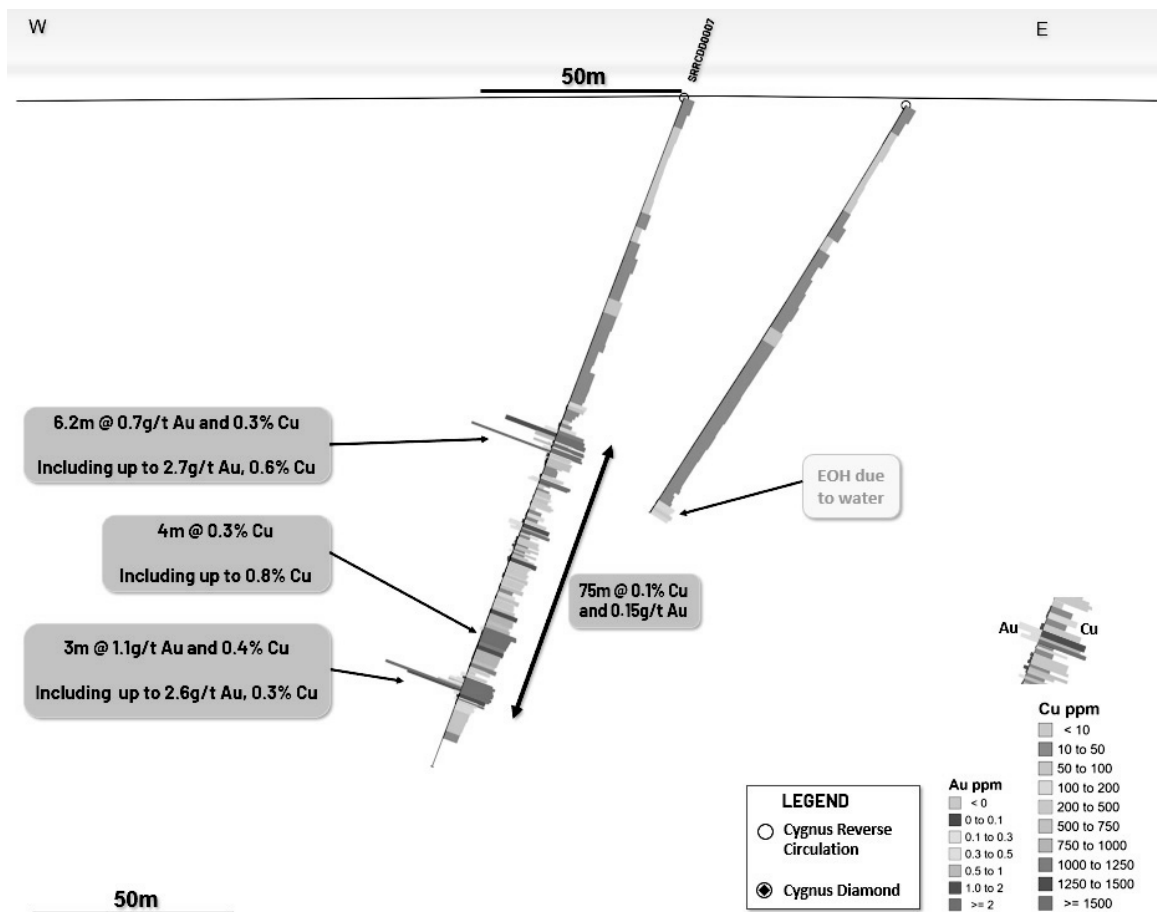 W
E
SRRCDD0007
50m
6.2m @ 0.7g/t Au and 0.3% Cu
Including up to 2.7g/t Au, 0.6% Cu
EOH due
to water
4m @ 0.3% Cu
Including up to 0.8% Cu
75m @ 0.1% Cu
and 0.15g/t Au
3m @ 1.1g/t Au and 0.4% Cu
Including up to 2.6g/t Au, 0.3% Cu
Au
Cu
LEGEND
Cygnus Reverse
Circulation
Cygnus Diamond
Au ppm
< 0
0 to 0.1
0.1 to 0.3
0.3 to 0.5
0.5 to 1
1.0 to 2
>= 2
Cu ppm
< 10
10 to 50
50 to 100
100 to 200
200 to 500
500 to 750
750 to 1000
1000 to 1250
1250 to 1500
>= 1500
50m